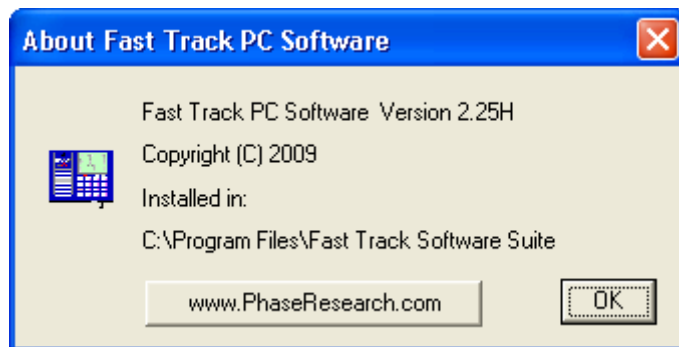 About Fast Track PC Software
Fast Track PC Software Version 2.25H
Copyright (C) 2009
Installed in:
C:\Program Files\Fast Track Software Suite
www.PhaseResearch.com
OK